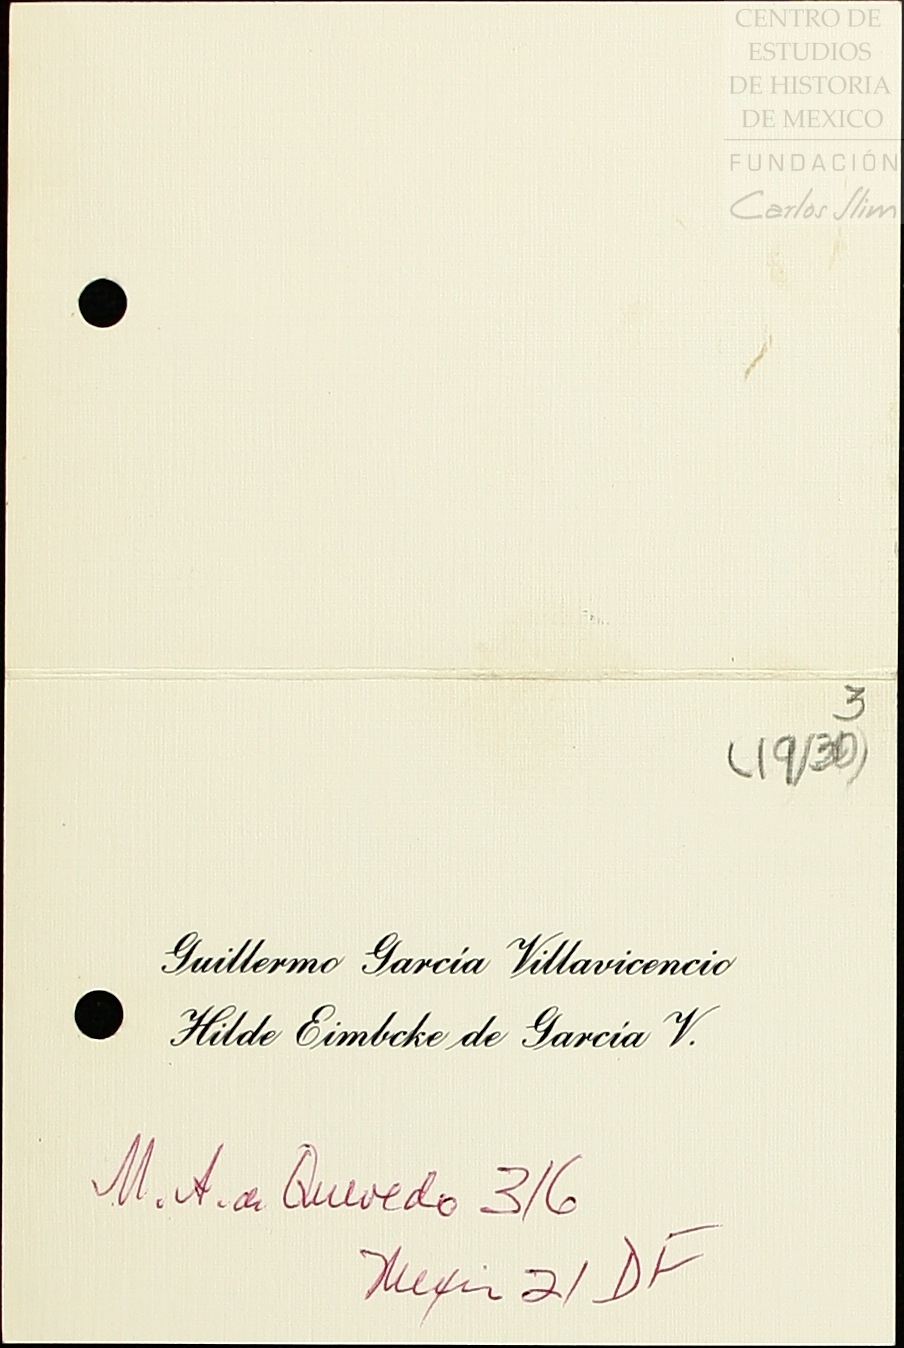 CENTRO DE
ESTUDIOS
DE HISTORIA
DE MEXICO
FUNDACIÓN
Carlos Slim
3
(19/30)
Guillermo García Villavicencio
Hilde Eimbcke de García V.
M. A. de Quevedo 316
Mexico 21 DF